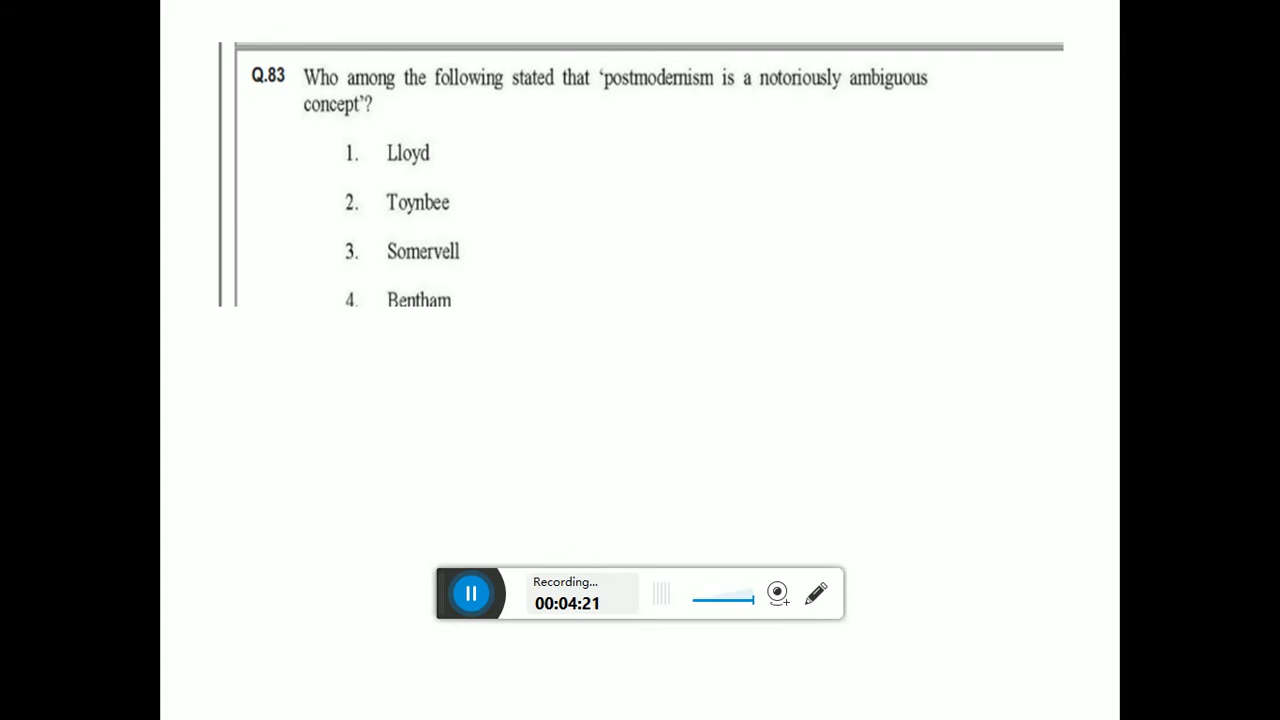 Q.83 Who among the following stated that ‘postmodernism is a notoriously ambiguous
concept’?
1. Lloyd
2. Toynbee
3. Somervell
4. Bentham
Recording...
00:04:21